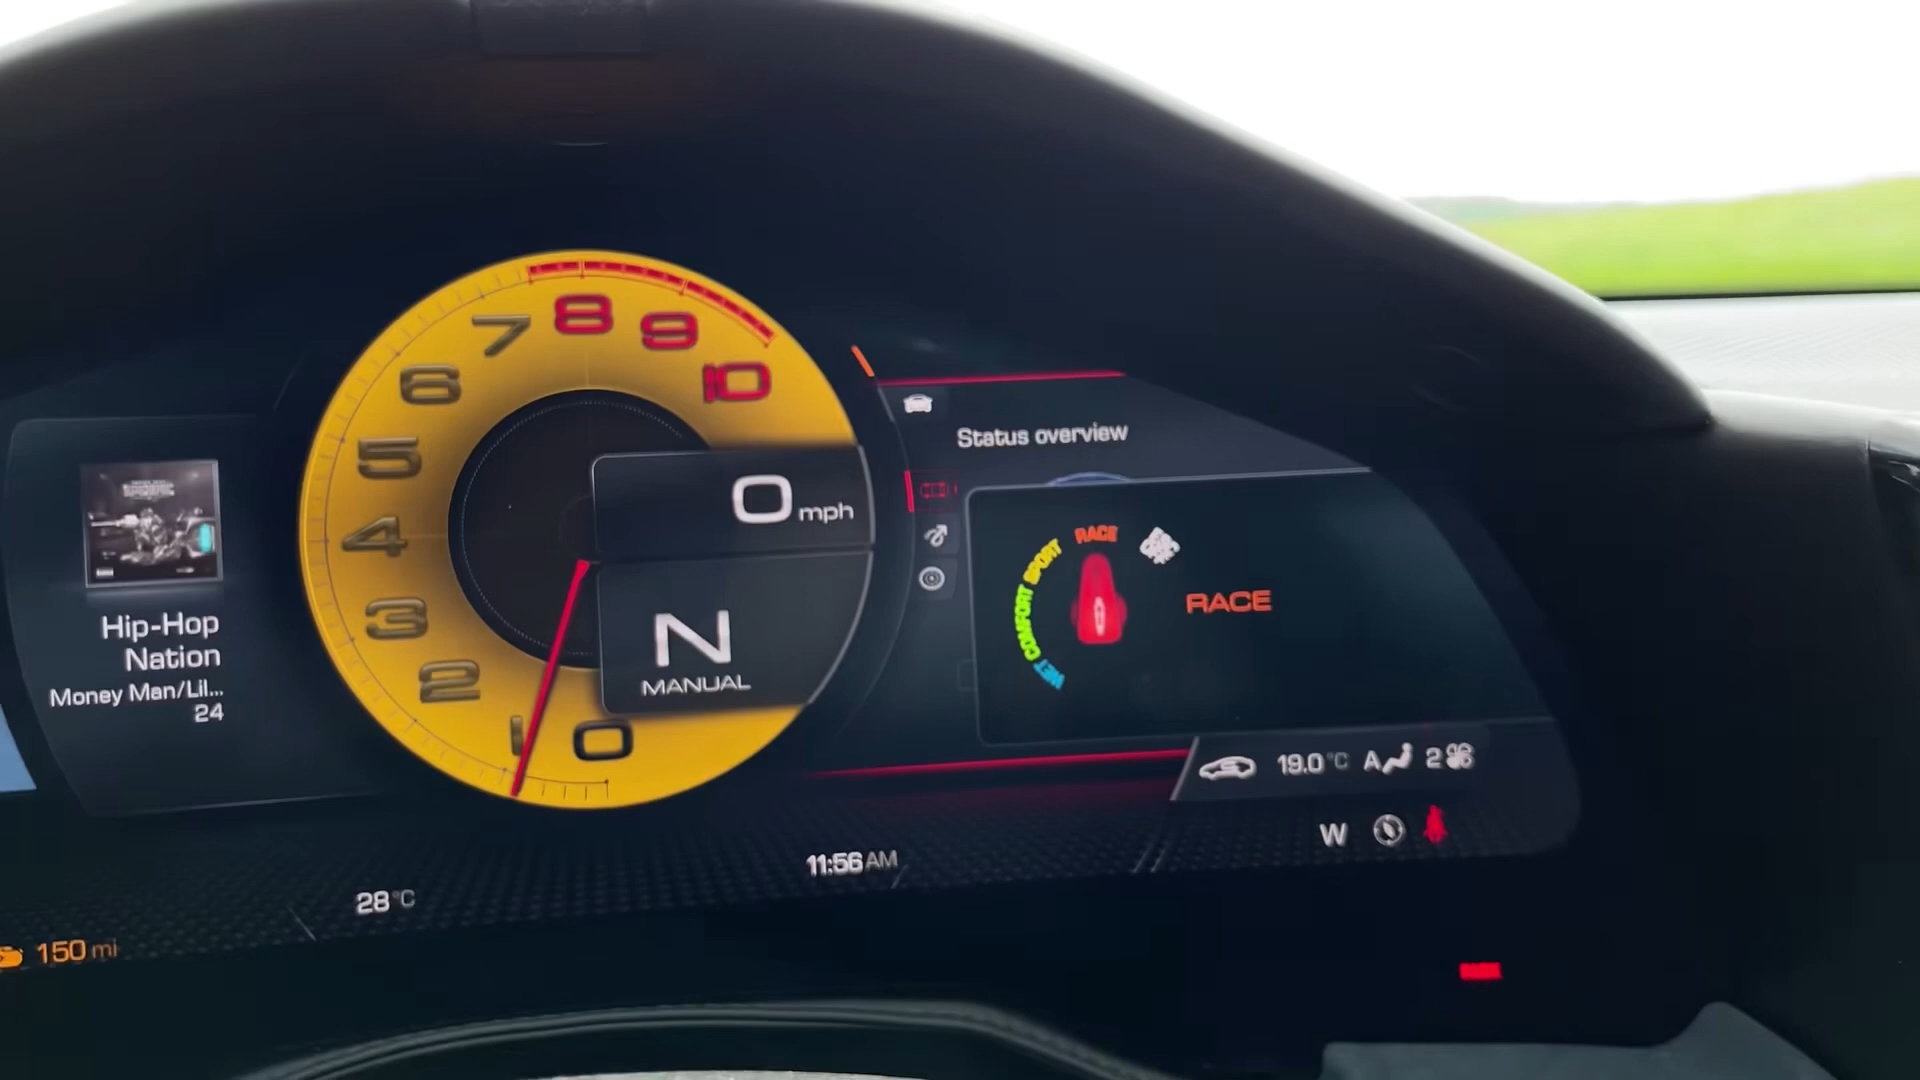 7
8
9
6
10
5
4
3
2
1
0
0 mph
N
MANUAL
Hip-Hop
Nation
Money Man/Lil...
24
Status overview
RACE
SPORT
COMFORT
WET
RACE
19.0 °C A 2
W
11:56 AM
28 °C
150 mi